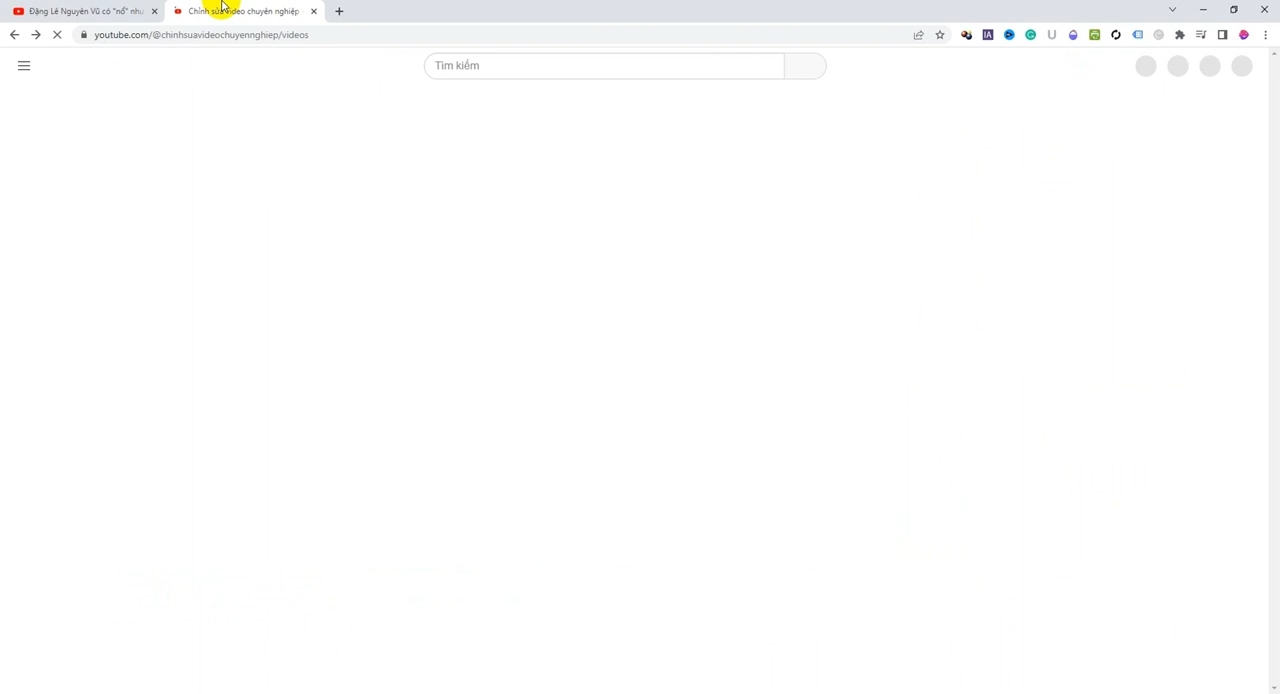 Đặng Lê Nguyên Vũ có "nổ" như
Chỉnh sửa video chuyên nghiệp
youtube.com/@chinhsuavideochuyennghiep/videos
Tìm kiếm